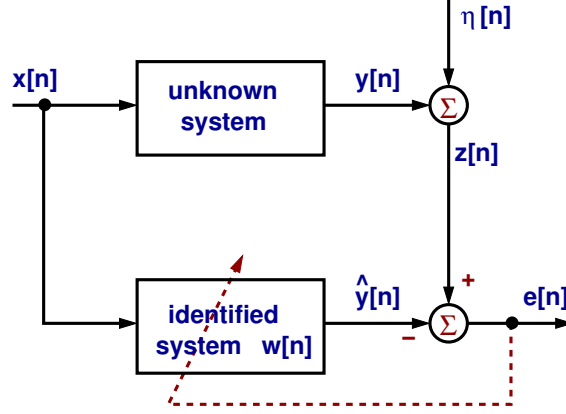 η[n]
x[n]
y[n]
unknown
system
Σ
z[n]
+
ŷ[n]
e[n]
identified
system w[n]
Σ
−